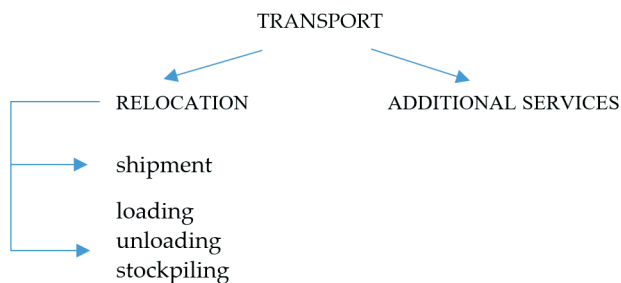 TRANSPORT
RELOCATION
ADDITIONAL SERVICES
shipment
loading
unloading
stockpiling